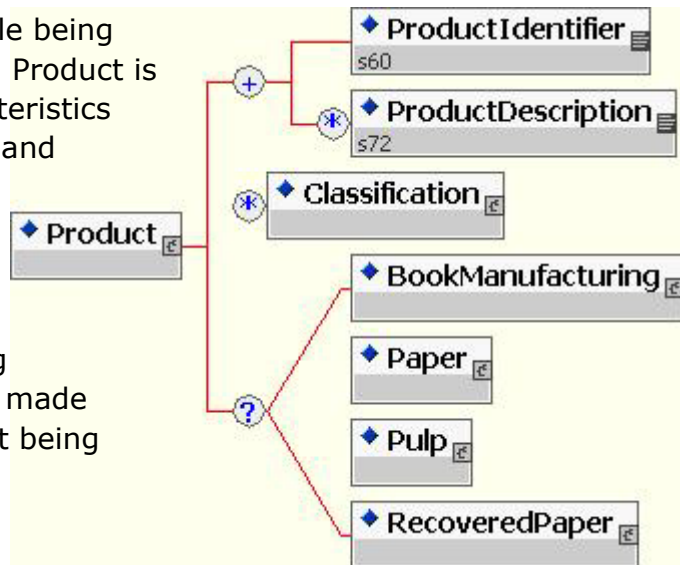 le being
Product is
teristics
and
g
made
t being
+
ProductIdentifier
s60
*
ProductDescription
s72
*
Classification
Product
BookManufacturing
Paper
?
Pulp
RecoveredPaper